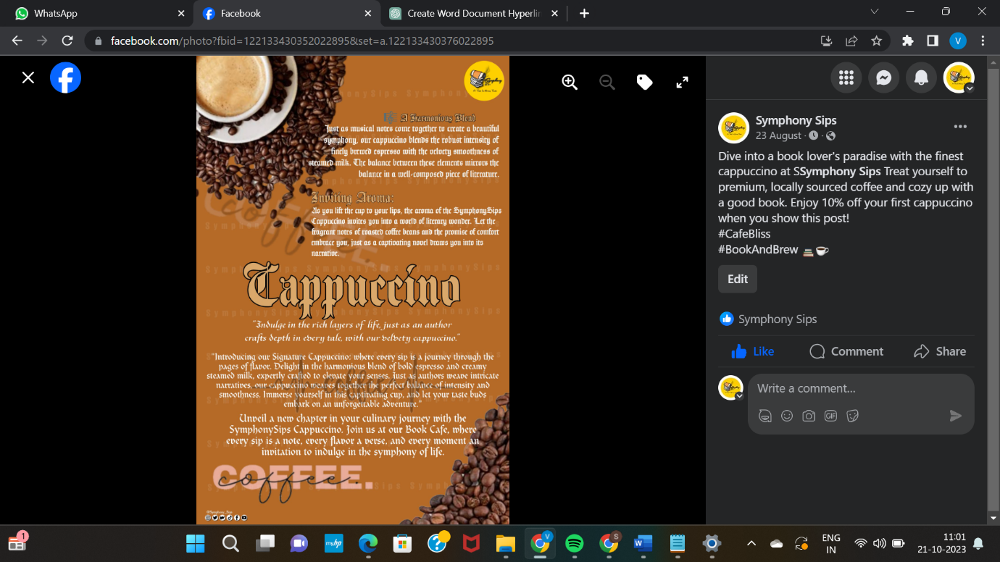 WhatsApp
Facebook
Create Word Document Hyperlin
facebook.com/photo?fbid=122133430352022895&set=a.122133430376022895
V
A Harmonious Blend
Just as musical notes come together to create a beautiful
symphony, our cappuccino blends the robust intensity of
finely brewed espresso with the velvety smoothness of
steamed milk. The balance between these elements mirrors the
balance in a well-composed piece of literature.
Inviting Aroma:
As you lift the cup to your lips, the aroma of the SymphonySips
Cappuccino invites you into a world of literary wonder. Let the
fragrant notes of roasted coffee beans and the promise of comfort
embrace you, just as a captivating novel draws you into its
narrative.
coffee.
SymphonySips SymphonySips SymphonySips
Cappuccino
SymphonySips SymphonySips SymphonySips
"Indulge in the rich layers of life, just as an author
crafts depth in every tale, with our velvety cappuccino."
"Introducing our Signature Cappuccino: where every sip is a journey through the
pages of flavor. Delight in the harmonious blend of bold espresso and creamy
steamed milk, expertly crafted to elevate your senses. Just as authors weave intricate
narratives, our cappuccino weaves together the perfect balance of intensity and
smoothness. Immerse yourself in this captivating cup, and let your taste buds
embark on an unforgettable adventure."
Unveil a new chapter in your culinary journey with the
SymphonySips Cappuccino. Join us at our Book Cafe, where
every sip is a note, every flavor a verse, and every moment an
invitation to indulge in the symphony of life.
COFFEE.
coffee.
@Symphony_Sips
Symphony Sips
23 August
Dive into a book lover's paradise with the finest
cappuccino at SSymphony Sips Treat yourself to
premium, locally sourced coffee and cozy up with
a good book. Enjoy 10% off your first cappuccino
when you show this post!
#CafeBliss
#BookAndBrew
Edit
Symphony Sips
Like
Comment
Share
Write a comment...
GIF
1
myhp
V
S
ENG
IN
11:01
21-10-2023